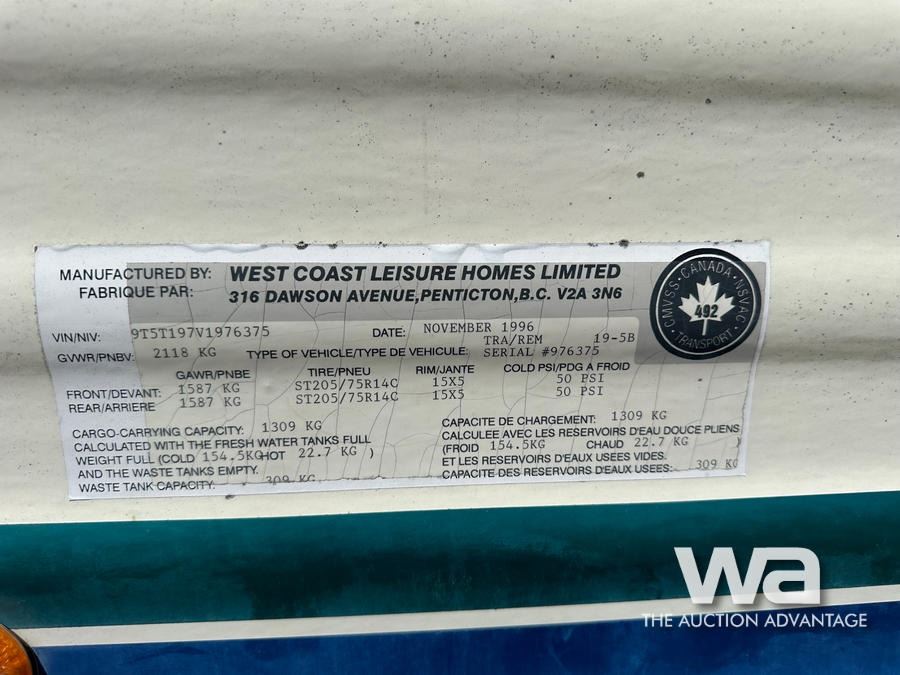 MANUFACTURED BY: WEST COAST LEISURE HOMES LIMITED
FABRIQUE PAR: 316 DAWSON AVENUE,PENTICTON,B.C. V2A 3N6
CMVSS · CANADA · NSVAC
492
TRANSPORT
VIN/NIV: 9T5T197V1976375 DATE: NOVEMBER 1996
TRA/REM 19-5B
GVWR/PNBV: 2118 KG TYPE OF VEHICLE/TYPE DE VEHICULE: SERIAL #976375
GAWR/PNBE TIRE/PNEU RIM/JANTE COLD PSI/PDG A FROID
FRONT/DEVANT: 1587 KG ST205/75R14C 15X5 50 PSI
REAR/ARRIERE 1587 KG ST205/75R14C 15X5 50 PSI
CARGO-CARRYING CAPACITY: 1309 KG
CALCULATED WITH THE FRESH WATER TANKS FULL
WEIGHT FULL (COLD 154.5KG HOT 22.7 KG )
AND THE WASTE TANKS EMPTY.
WASTE TANK CAPACITY: 309 KG
CAPACITE DE CHARGEMENT: 1309 KG
CALCULEE AVEC LES RESERVOIRS D'EAU DOUCE PLIENS
(FROID 154.5KG CHAUD 22.7 KG )
ET LES RESERVOIRS D'EAUX USEES VIDES.
CAPACITE DES RESERVOIRS D'EAUX USEES: 309 KG
wa
THE AUCTION ADVANTAGE